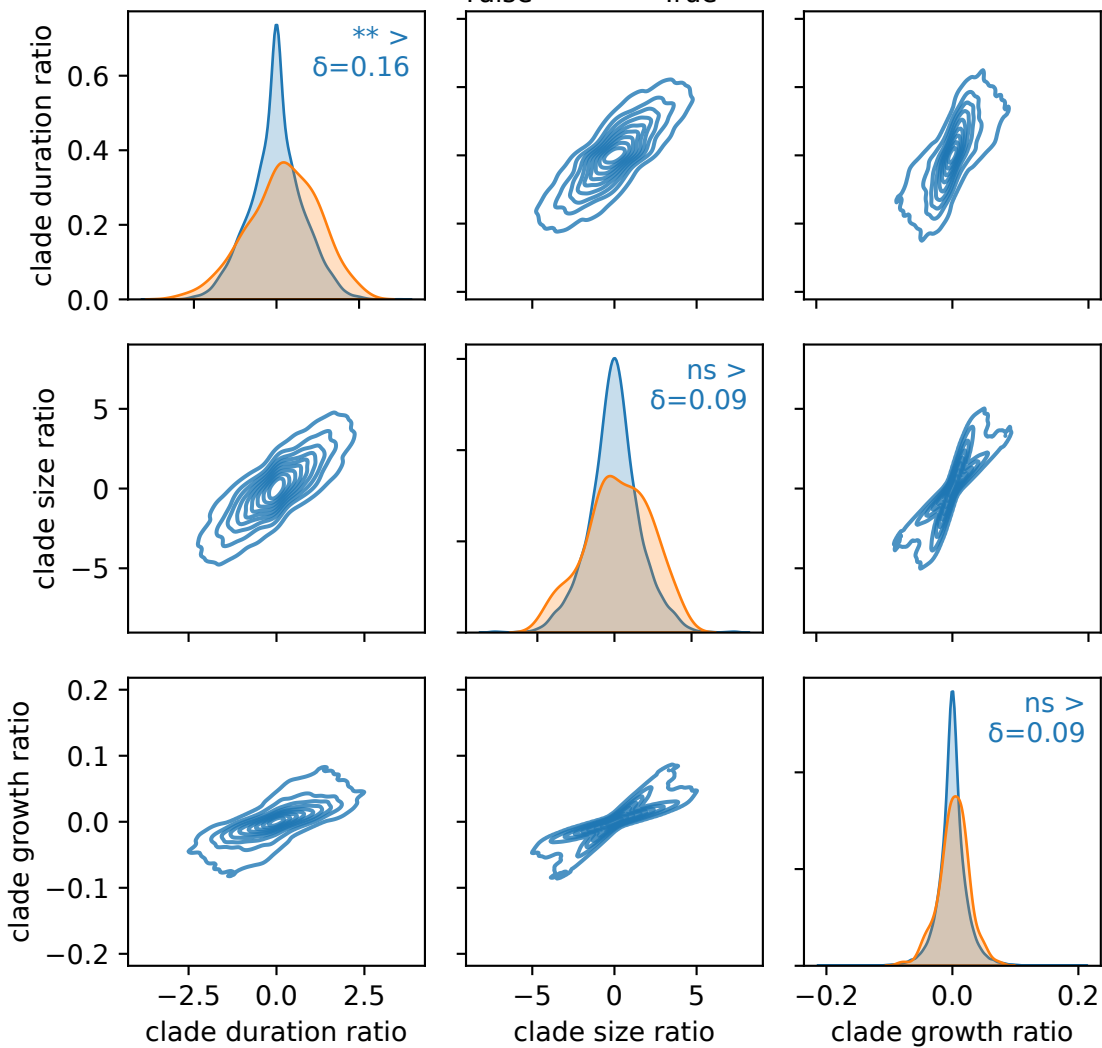 ** >
δ=0.16
clade duration ratio
0.6
0.4
0.2
0.0
ns >
δ=0.09
clade size ratio
5
0
−5
ns >
δ=0.09
clade growth ratio
0.2
0.1
0.0
−0.1
−0.2
−2.5 0.0 2.5 −5 0 5 −0.2 0.0 0.2
clade duration ratio clade size ratio clade growth ratio